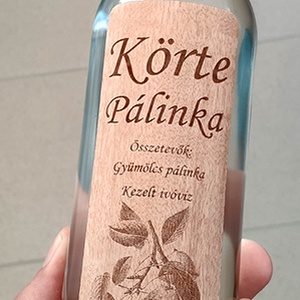 Körte
Pálinka
Összetevők:
Gyümölcs pálinka
Kezelt ivóvíz